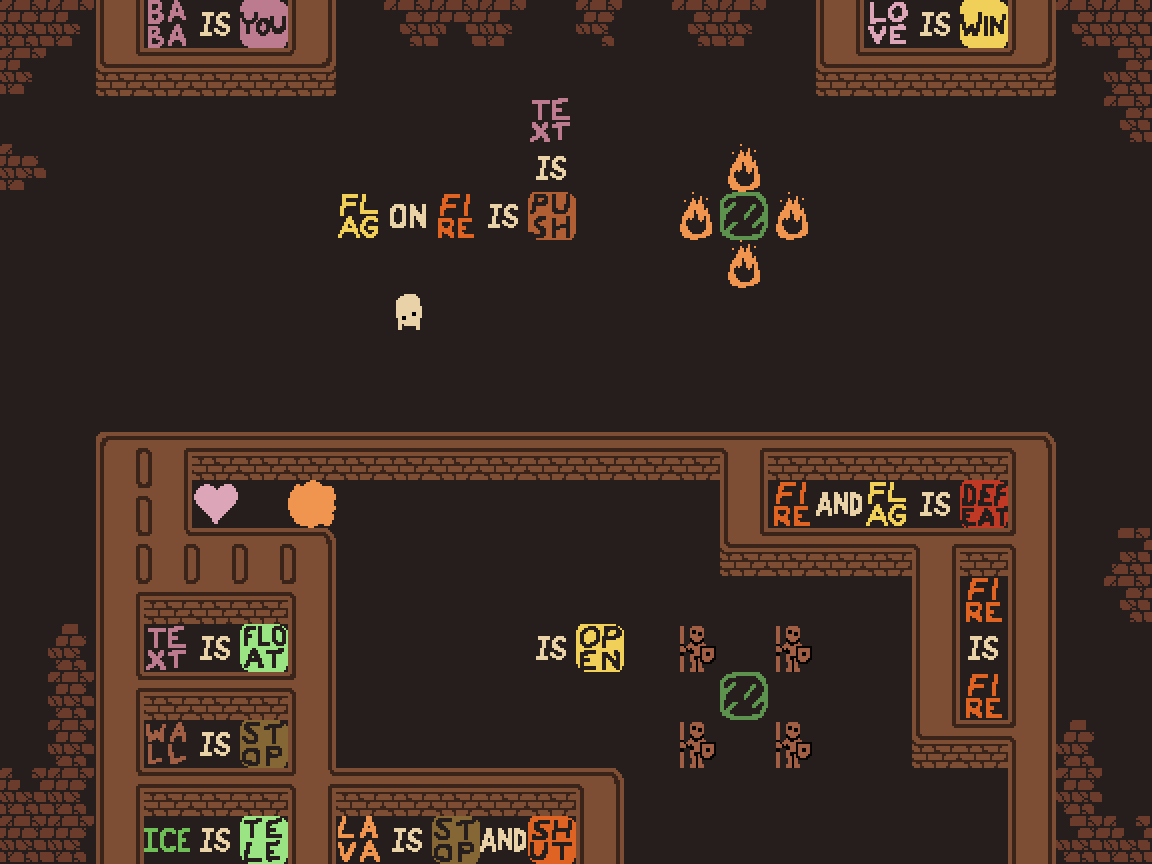 BABA IS YOU
LOVE IS WIN
TEXT
IS
FLAG ON FIRE IS PUSH
FIRE AND FLAG IS DEFEAT
FIRE
IS
FIRE
TEXT IS FLOAT
IS OPEN
WALL IS STOP
ICE IS TELE
LAVA IS STOP AND SHUT